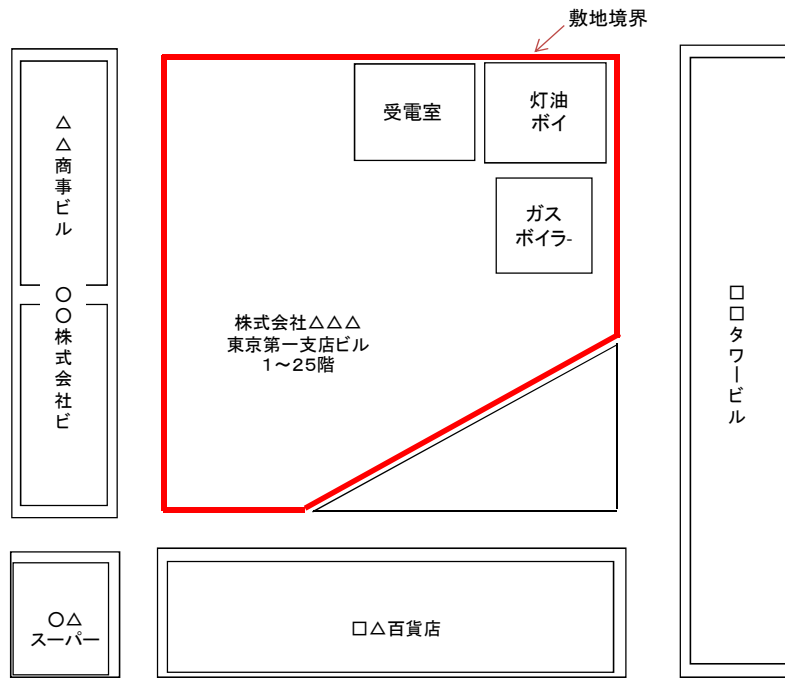 敷地境界
受電室
灯油
ボイ
△△商事ビル
ガス
ボイラ-
〇〇株式会社ビ
株式会社△△△
東京第一支店ビル
1～25階
□□タワービル
〇△
スーパー
□△百貨店